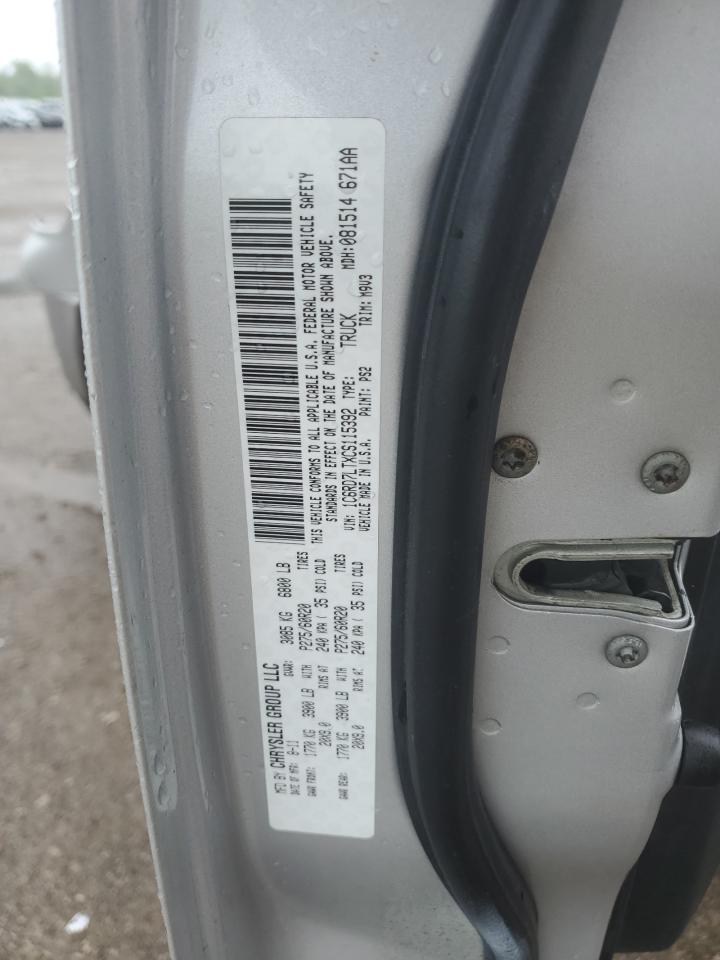 MFD BY CHRYSLER GROUP LLC
DATE OF MFG: 8-11 GVWR: 3085 KG 6800 LB
GAWR FRONT: 1770 KG 3900 LB WITH P275/60R20 TIRES
20X9.0 RIMS AT 240 KPA ( 35 PSI) COLD
GAWR REAR: 1770 KG 3900 LB WITH P275/60R20 TIRES
20X9.0 RIMS AT 240 KPA ( 35 PSI) COLD
THIS VEHICLE CONFORMS TO ALL APPLICABLE U.S.A. FEDERAL MOTOR VEHICLE SAFETY
STANDARDS IN EFFECT ON THE DATE OF MANUFACTURE SHOWN ABOVE.
VIN: 1C6RD7LTXCS115392 TYPE: TRUCK MDH:081514 671AA
VEHICLE MADE IN U.S.A. PAINT: PS2 TRIM: M9V3